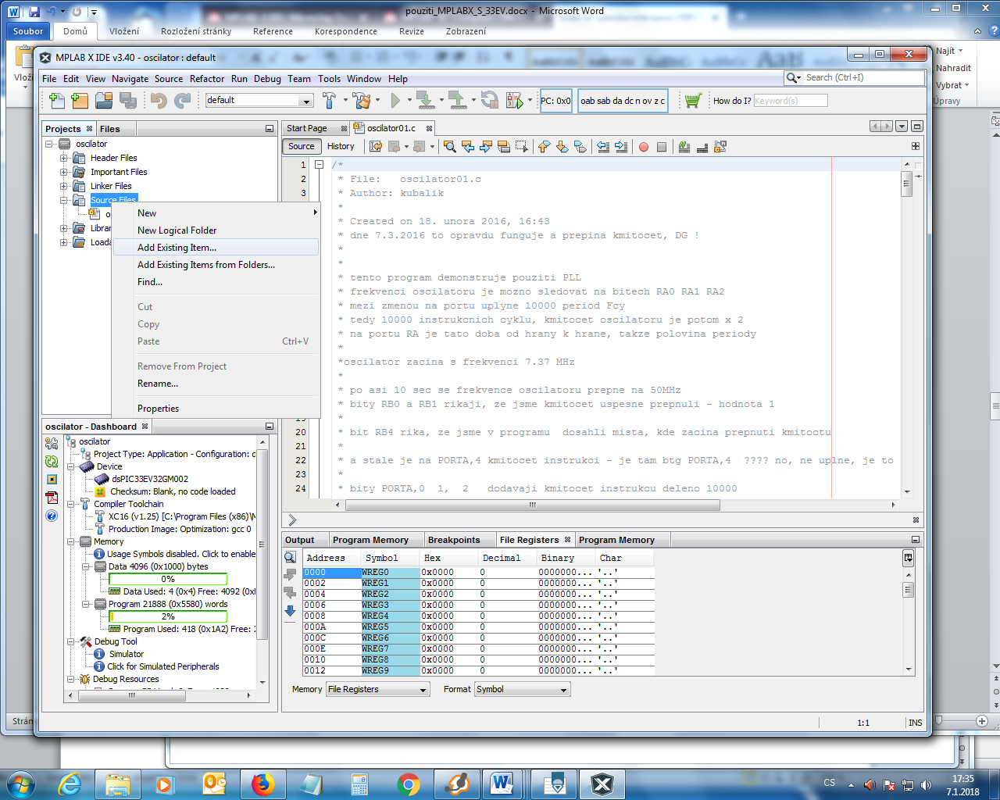 pouziti_MPLABX_S_33EV.docx - Microsoft Word
Soubor Domů Vložení Rozložení stránky Reference Korespondence Revize Zobrazení
Najít
Nahradit
Vybrat
Úpravy
MPLAB X IDE v3.40 - oscilator : default
File Edit View Navigate Source Refactor Run Debug Team Tools Window Help
Search (Ctrl+I)
default
PC: 0x0
oab sab da dc n ov z c
How do I?
Keyword(s)
Projects Files
oscilator
Header Files
Important Files
Linker Files
Source Files
New
New Logical Folder
Add Existing Item...
Add Existing Items from Folders...
Find...
Cut
Copy
Paste Ctrl+V
Remove From Project
Rename...
Properties
Start Page oscilator01.c
Source History
1 /*
2 * File: oscilator01.c
3 * Author: kubalik
*
* Created on 18. unora 2016, 16:43
* dne 7.3.2016 to opravdu funguje a prepina kmitocet, DG !
*
*
* tento program demonstruje pouziti PLL
* frekvenci oscilatoru je mozno sledovat na bitech RA0 RA1 RA2
* mezi zmenou na portu uplyne 10000 period Fcy
* tedy 10000 instrukcnich cyklu, kmitocet oscilatoru je potom x 2
* na portu RA je tato doba od hrany k hrane, takze polovina periody
*
*oscilator zacina s frekvenci 7.37 MHz
*
* po asi 10 sec se frekvence oscilatoru prepne na 50MHz
* bity RB0 a RB1 rikaji, ze jsme kmitocet uspesne prepnuli - hodnota 1
*
20 * bit RB4 rika, ze jsme v programu dosahli mista, kde zacina prepnuti kmitoctu
21 *
22 * a stale je na PORTA,4 kmitocet instrukci - je tam btg PORTA,4 ???? no, ne uplne, je to
23 *
24 * bity PORTA,0 1, 2 dodavaji kmitocet instrukcu deleno 10000
oscilator - Dashboard
oscilator
Project Type: Application - Configuration: d
Device
dsPIC33EV32GM002
Checksum: Blank, no code loaded
Compiler Toolchain
XC16 (v1.25) [C:\Program Files (x86)\M
Production Image: Optimization: gcc 0
Memory
Usage Symbols disabled. Click to enable
Data 4096 (0x1000) bytes
0%
Data Used: 4 (0x4) Free: 4092 (0x
Program 21888 (0x5580) words
2%
Program Used: 418 (0x1A2) Free: 2
Debug Tool
Simulator
Click for Simulated Peripherals
Debug Resources
Output Program Memory Breakpoints File Registers Program Memory
Address Symbol Hex Decimal Binary Char
0000 WREG0 0x0000 0 0000000... '..'
0002 WREG1 0x0000 0 0000000... '..'
0004 WREG2 0x0000 0 0000000... '..'
0006 WREG3 0x0000 0 0000000... '..'
0008 WREG4 0x0000 0 0000000... '..'
000A WREG5 0x0000 0 0000000... '..'
000C WREG6 0x0000 0 0000000... '..'
000E WREG7 0x0000 0 0000000... '..'
0010 WREG8 0x0000 0 0000000... '..'
0012 WREG9 0x0000 0 0000000... '..'
Memory File Registers Format Symbol
1:1 INS
CS
17:35
7.1.2018